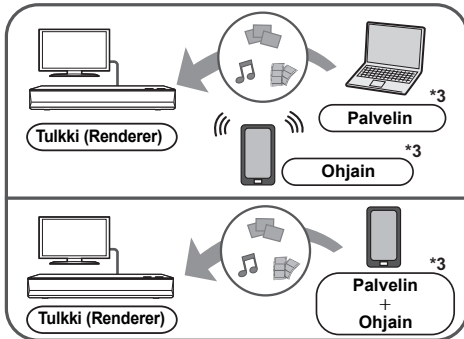 *3
Palvelin
Tulkki (Renderer)
*3
Ohjain
*3
Palvelin
+
Ohjain
Tulkki (Renderer)